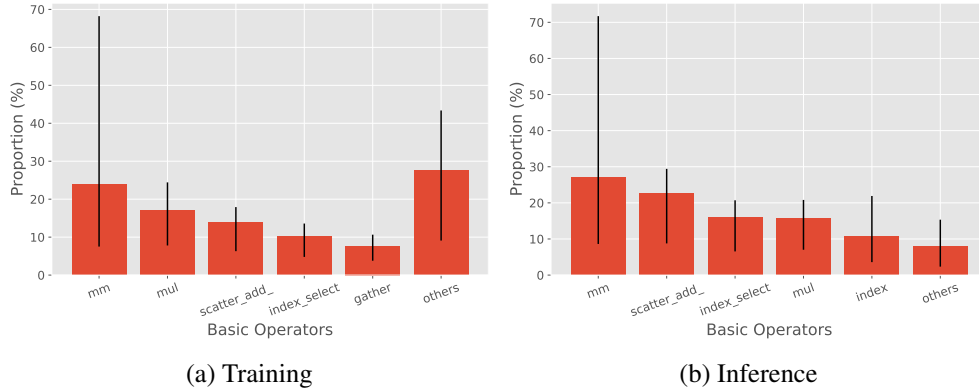 70
60
50
40
30
20
10
0
Proportion (%)
mm
mul
scatter_add_
index_select
gather
others
Basic Operators
(a) Training
70
60
50
40
30
20
10
0
Proportion (%)
mm
scatter_add_
index_select
mul
index
others
Basic Operators
(b) Inference